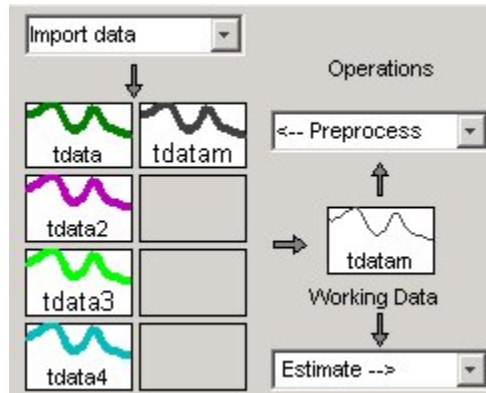 Import data
Operations
tdata
tdatam
<-- Preprocess
tdata2
tdatam
tdata3
Working Data
tdata4
Estimate -->